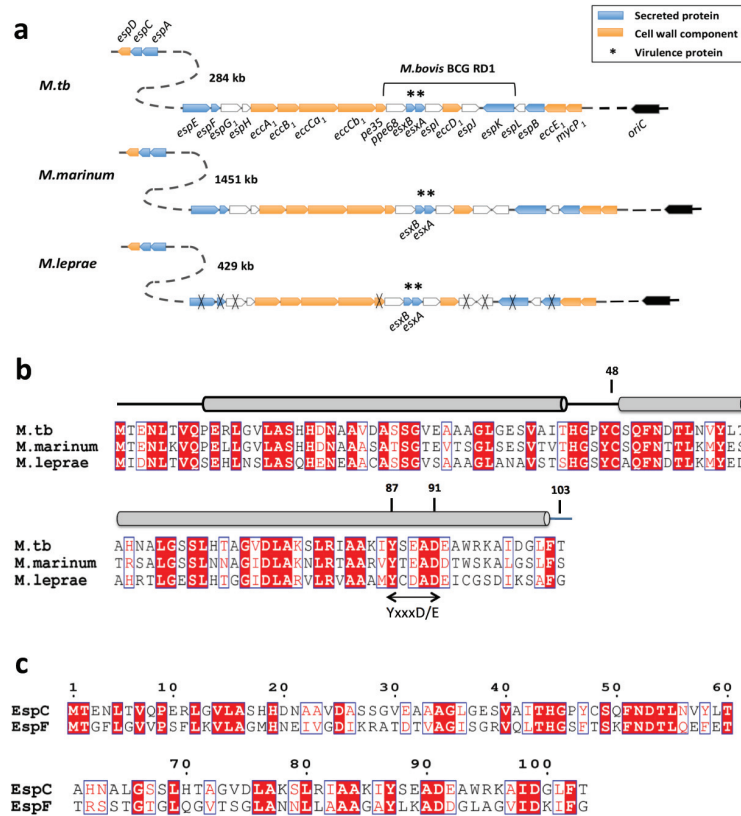 a
espD
espC
espA
Secreted protein
Cell wall component
* Virulence protein
M.tb
284 kb
M.bovis BCG RD1
**
espE
espF
espG1
espH
eccA1
eccB1
eccCa1
eccCb1
pe35
ppe68
esxB
esxA
espI
eccD1
espJ
espK
espL
espB
eccE1
mycP1
oriC
M.marinum
1451 kb
**
esxB
esxA
M.leprae
429 kb
**
esxB
esxA
b
48
M.tb MTENLTVQPERLGVLASHHDNAAVDASSGVEAAAGLGESVAITHGPYCSQFNDTLNVYLT
M.marinum MTENLKVQPELLGVLASQHDNAAASATSGTEVTSGLSESVTVTHGSYCSQFNDTLKMYES
M.leprae MIDNLTVQSEHLNSLASQHENEAACASSGVSAAAGLANAVSTSHGSYCAQFNDTLKMYED
87 91 103
M.tb AHNALGSSLHTAGVDLAKSLRIAAKIYSEADEAWRKAIDGLFT
M.marinum TRSALGSSLNNAGIDLAKNLRTAARVYTEADDTWSKALGSLFS
M.leprae AHRTLGESLHTGGIDLARVLRVAAAMYCDADEICGSDIKSAFG
YxxxD/E
c
1 10 20 30 40 50 60
EspC MTENLTVQPERLGVLASHHDNAAVDASSGVEAAAGLGESVAITHGPYCSQFNDTLNVYLT
EspF MTGFLGVVPSFLKVLAGMHNEIVGDIKRATDTVAGISGRVQLTHGSFTSKFNDTLQEFET
70 80 90 100
EspC AHNALGSSLHTAGVDLAKSLRIAAKIYSEADEAWRKAIDGLFT
EspF TRSSTGTGLQGVTSGLANNLLAAAGAYLKADDGLAGVIDKIFG